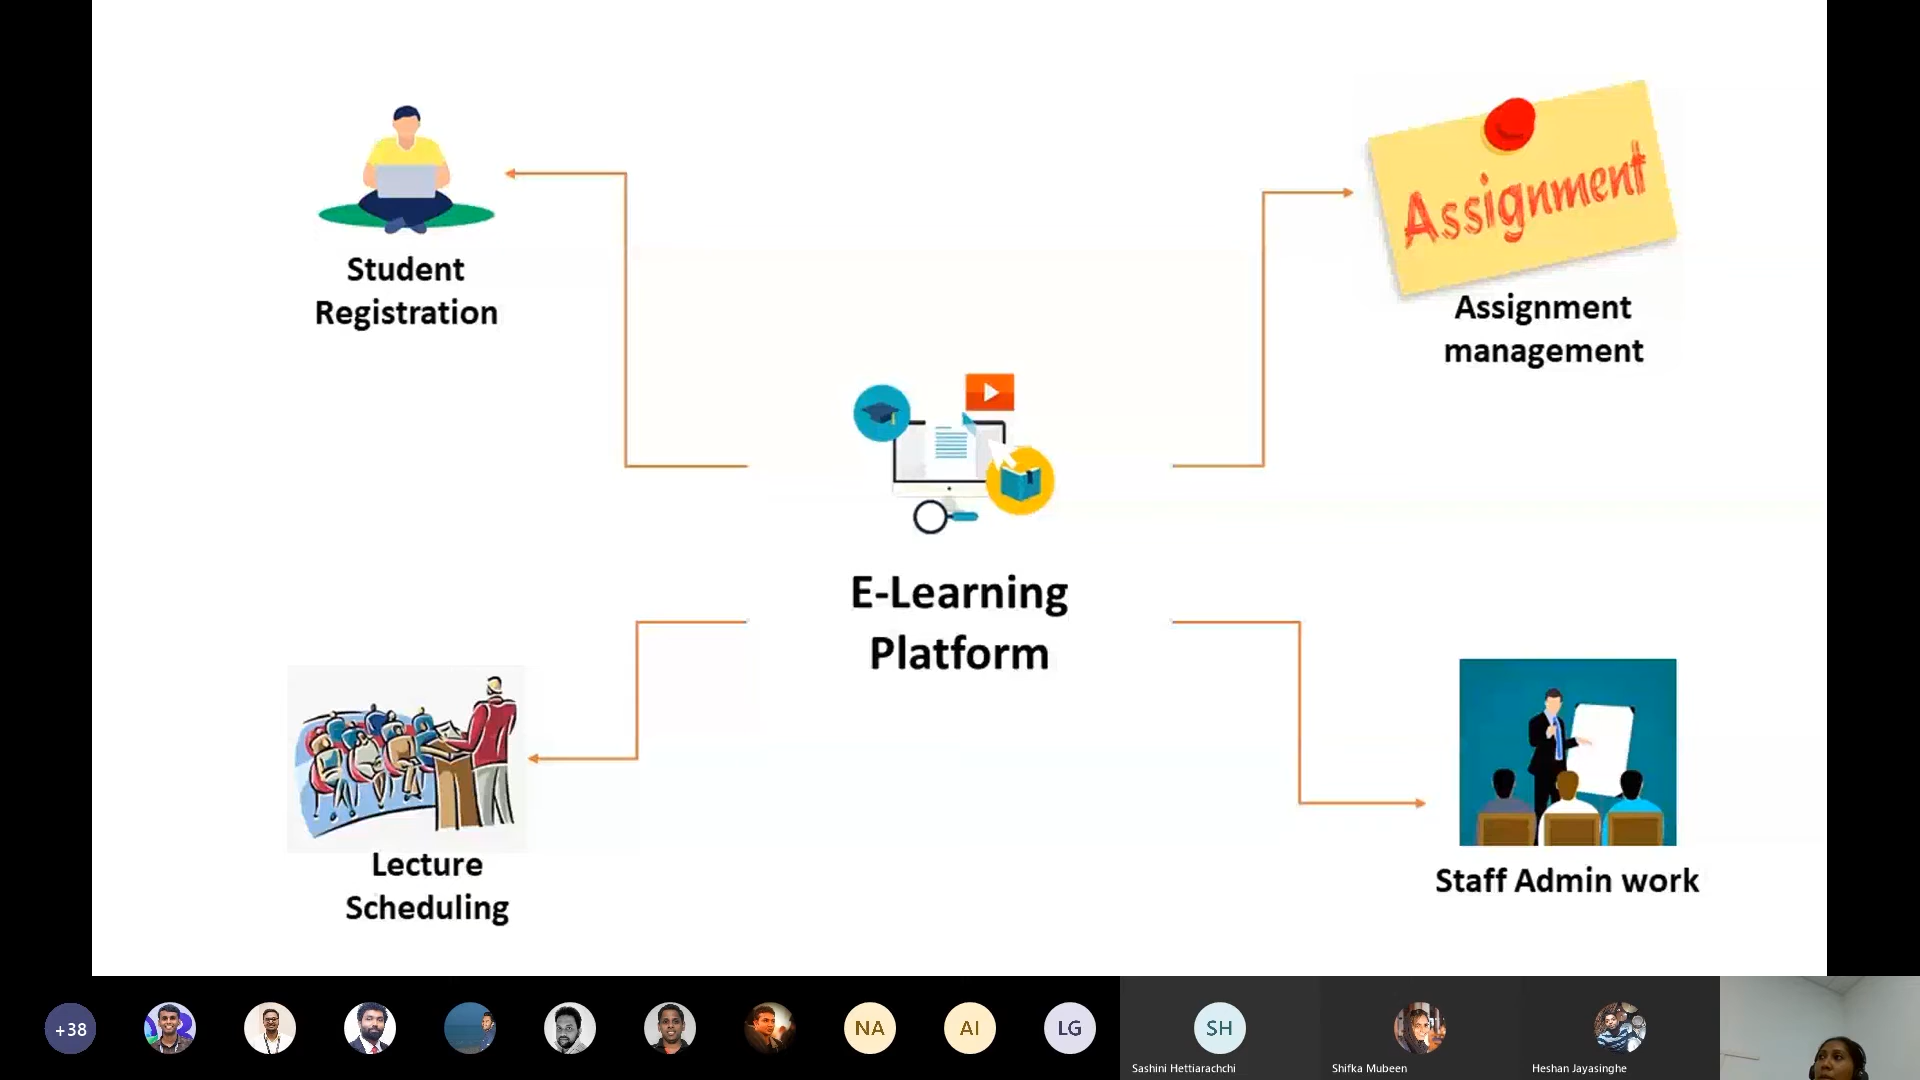 Student
Registration
Assignment
Assignment
management
E-Learning
Platform
Lecture
Scheduling
Staff Admin work
+38
NA
AI
LG
SH
Sashini Hettiarachchi
Shifka Mubeen
Heshan Jayasinghe